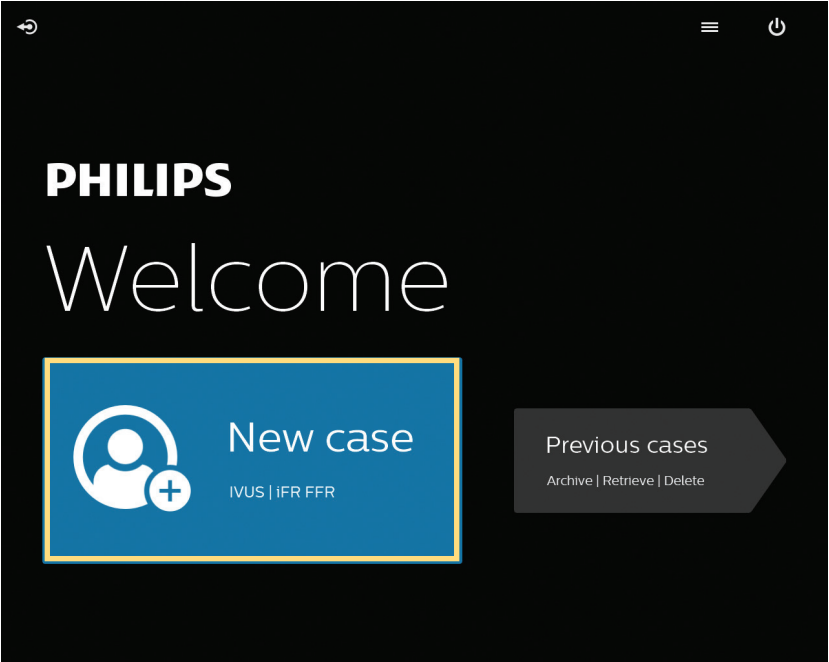 PHILIPS
Welcome
New case
IVUS | iFR FFR
Previous cases
Archive | Retrieve | Delete